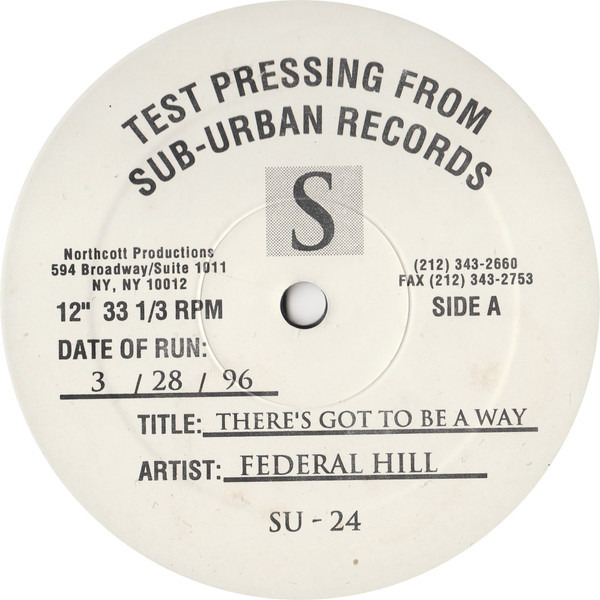 TEST PRESSING FROM
SUB-URBAN RECORDS
S
Northcott Productions
594 Broadway/Suite 1011
NY, NY 10012
(212) 343-2660
FAX (212) 343-2753
12" 33 1/3 RPM
SIDE A
DATE OF RUN:
3 / 28 / 96
TITLE: THERE'S GOT TO BE A WAY
ARTIST: FEDERAL HILL
SU - 24